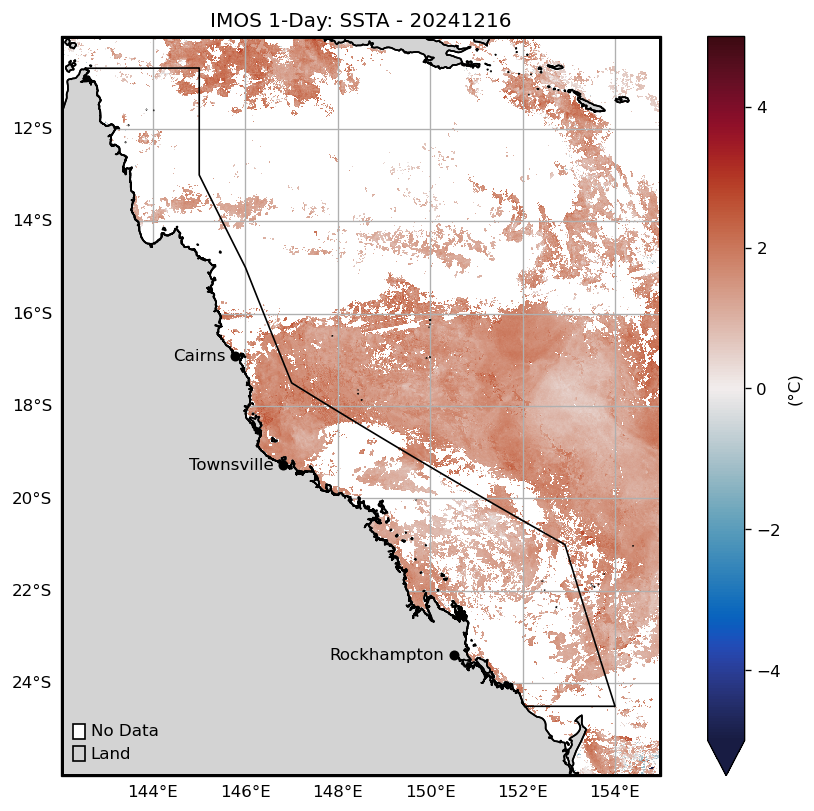 IMOS 1-Day: SSTA - 20241216
12°S
14°S
16°S
18°S
20°S
22°S
24°S
Cairns
Townsville
Rockhampton
No Data
Land
144°E 146°E 148°E 150°E 152°E 154°E
4
2
0
−2
−4
(°C)